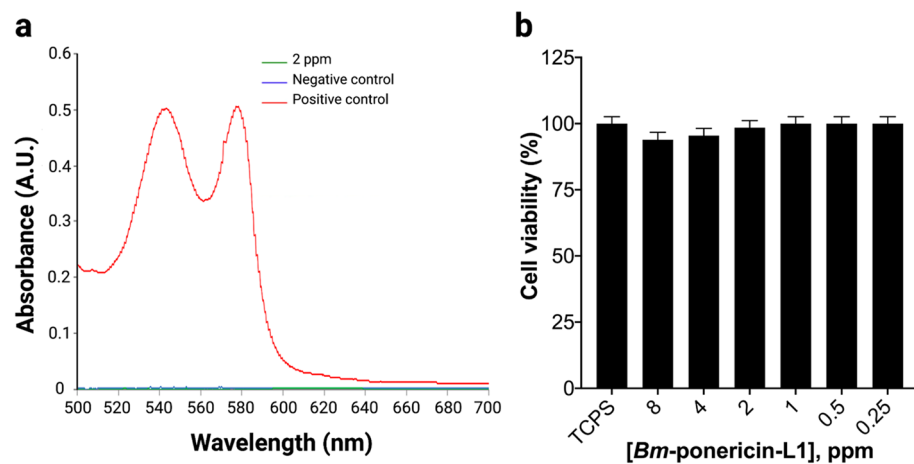 a
0.6
0.5
0.4
0.3
0.2
0.1
0
Absorbance (A.U.)
2 ppm
Negative control
Positive control
500 520 540 560 580 600 620 640 660 680 700
Wavelength (nm)
b
125
100
75
50
25
0
Cell viability (%)
TCPS 8 4 2 1 0.5 0.25
[Bm-ponericin-L1], ppm